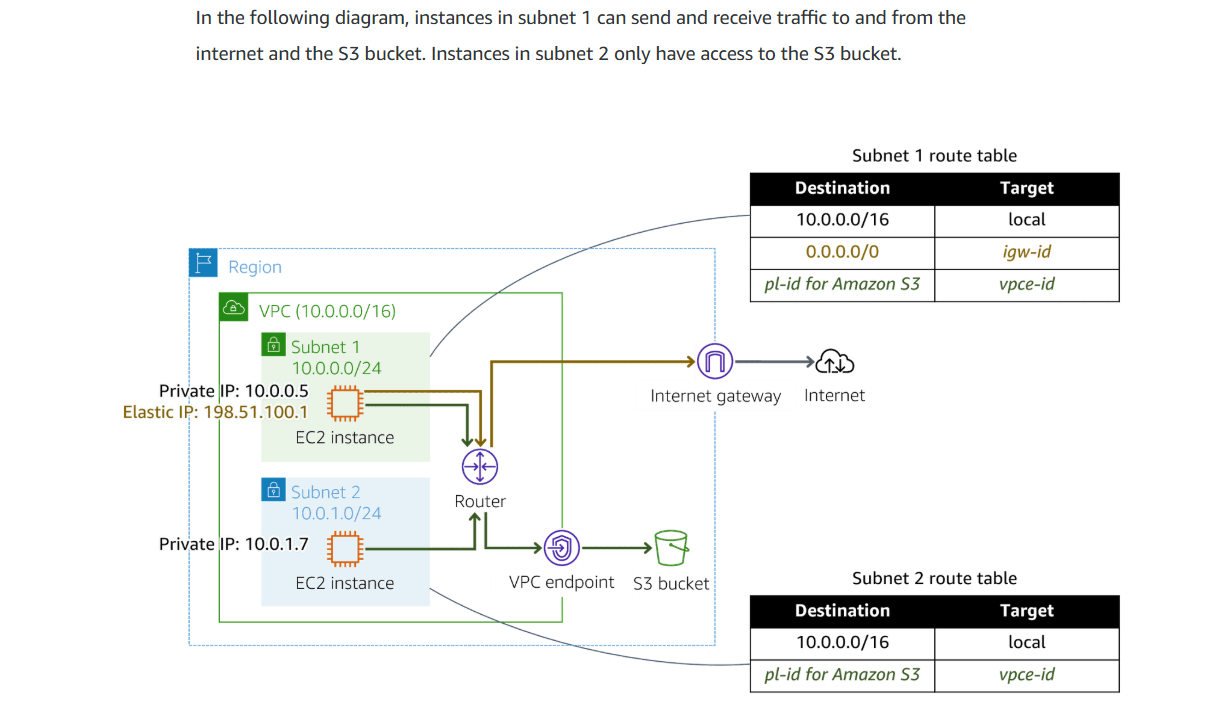 In the following diagram, instances in subnet 1 can send and receive traffic to and from the
internet and the S3 bucket. Instances in subnet 2 only have access to the S3 bucket.
Subnet 1 route table
Destination Target
10.0.0.0/16 local
0.0.0.0/0 igw-id
pl-id for Amazon S3 vpce-id
Region
VPC (10.0.0.0/16)
Subnet 1
10.0.0.0/24
Private IP: 10.0.0.5
Elastic IP: 198.51.100.1
EC2 instance
Internet gateway
Internet
Router
Subnet 2
10.0.1.0/24
Private IP: 10.0.1.7
EC2 instance
VPC endpoint
S3 bucket
Subnet 2 route table
Destination Target
10.0.0.0/16 local
pl-id for Amazon S3 vpce-id